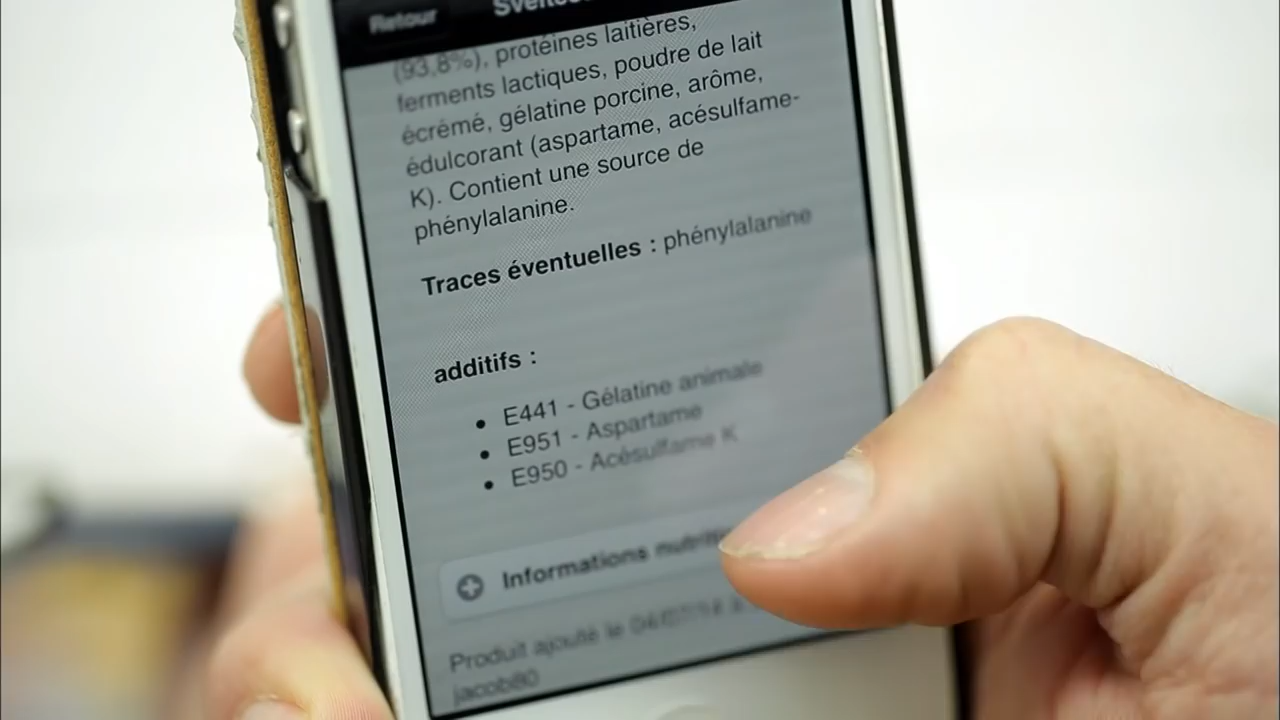 Retour
(93,8%), protéines laitières,
ferments lactiques, poudre de lait
écrémé, gélatine porcine, arôme,
édulcorant (aspartame, acésulfame-
K). Contient une source de
phénylalanine.
Traces éventuelles : phénylalanine
additifs :
• E441 - Gélatine animale
• E951 - Aspartame
• E950 - Acésulfame K
Informations
Produit ajouté le
jacob80